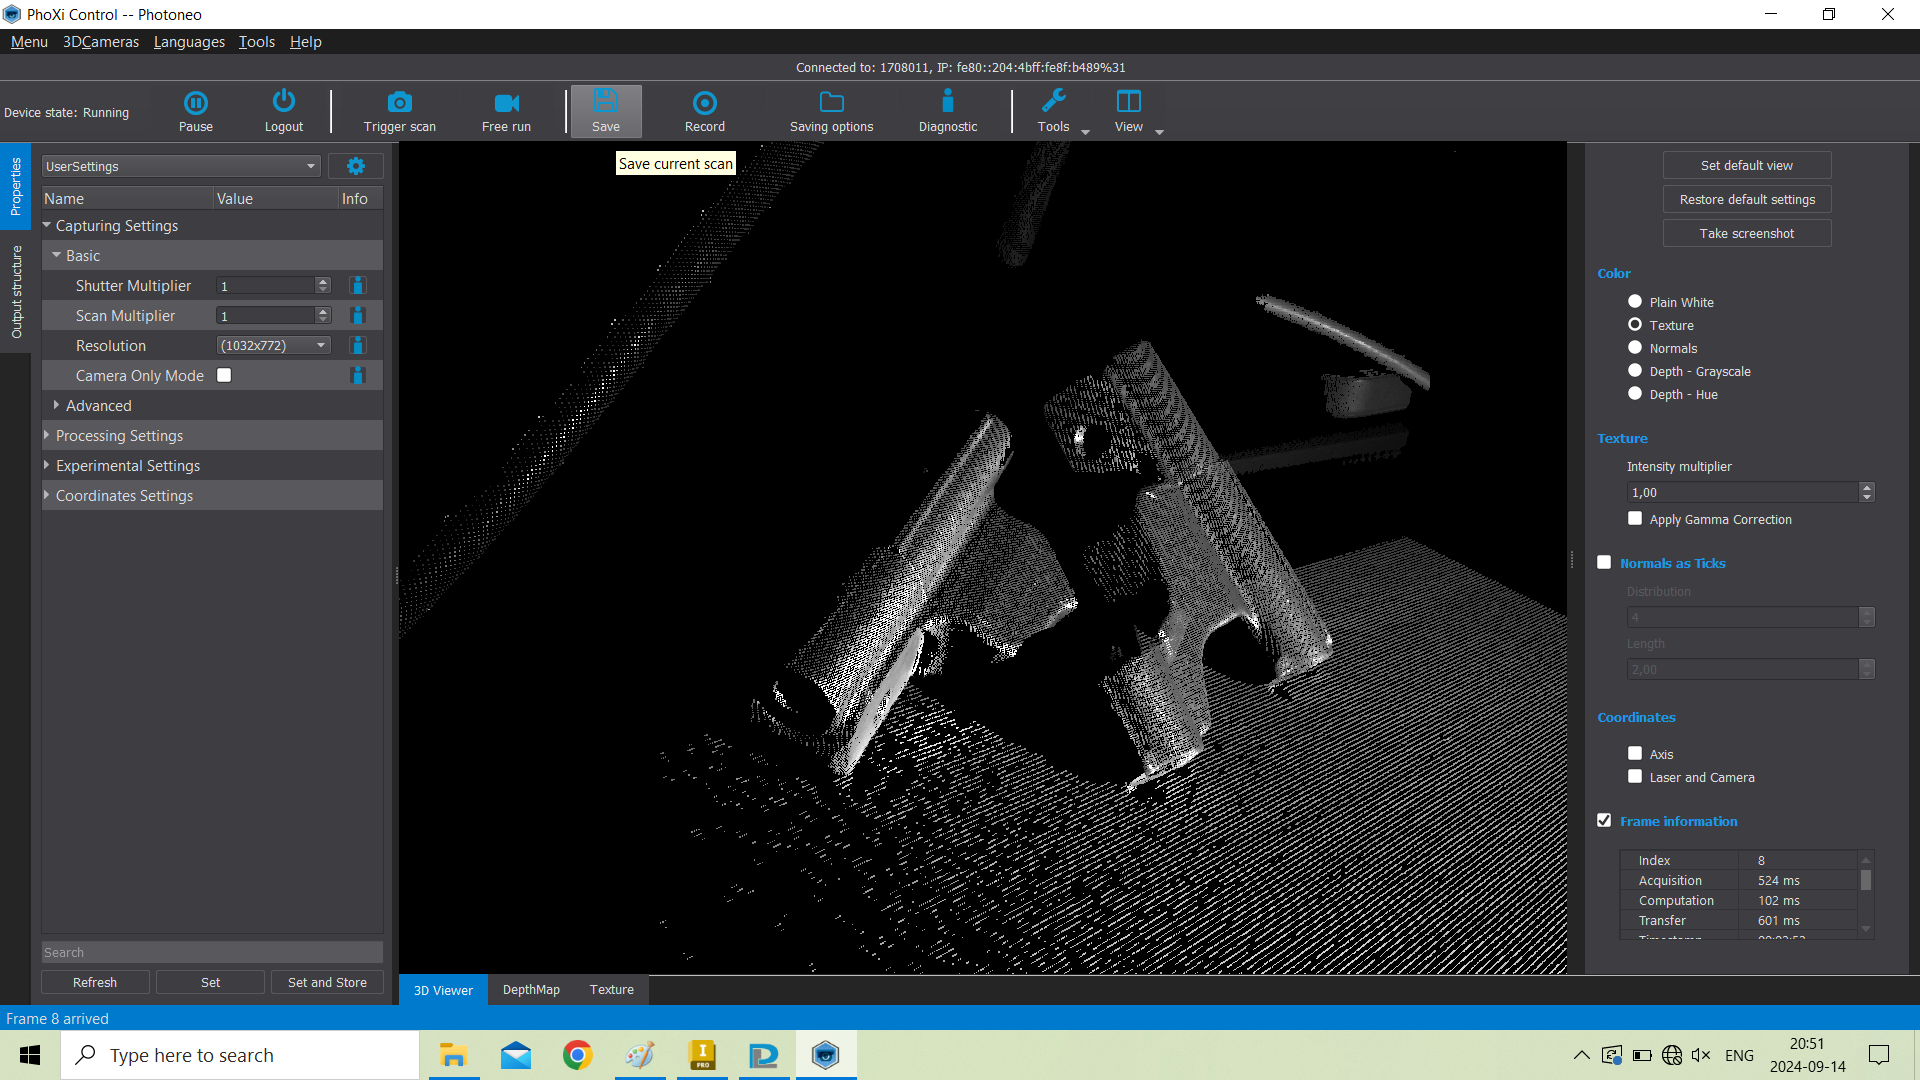 PhoXi Control -- Photoneo
Menu 3DCameras Languages Tools Help
Connected to: 1708011, IP: fe80::204:4bff:fe8f:b489%31
Device state: Running
Pause Logout Trigger scan Free run Save Record Saving options Diagnostic Tools View
Save current scan
Properties
Output structure
UserSettings
Name Value Info
Capturing Settings
Basic
Shutter Multiplier 1
Scan Multiplier 1
Resolution (1032x772)
Camera Only Mode
Advanced
Processing Settings
Experimental Settings
Coordinates Settings
Search
Refresh Set Set and Store
3D Viewer DepthMap Texture
Set default view
Restore default settings
Take screenshot
Color
Plain White
Texture
Normals
Depth - Grayscale
Depth - Hue
Texture
Intensity multiplier
1,00
Apply Gamma Correction
Normals as Ticks
Distribution
4
Length
2,00
Coordinates
Axis
Laser and Camera
Frame information
Index 8
Acquisition 524 ms
Computation 102 ms
Transfer 601 ms
Frame 8 arrived
Type here to search
I
PRO
ENG
20:51
2024-09-14